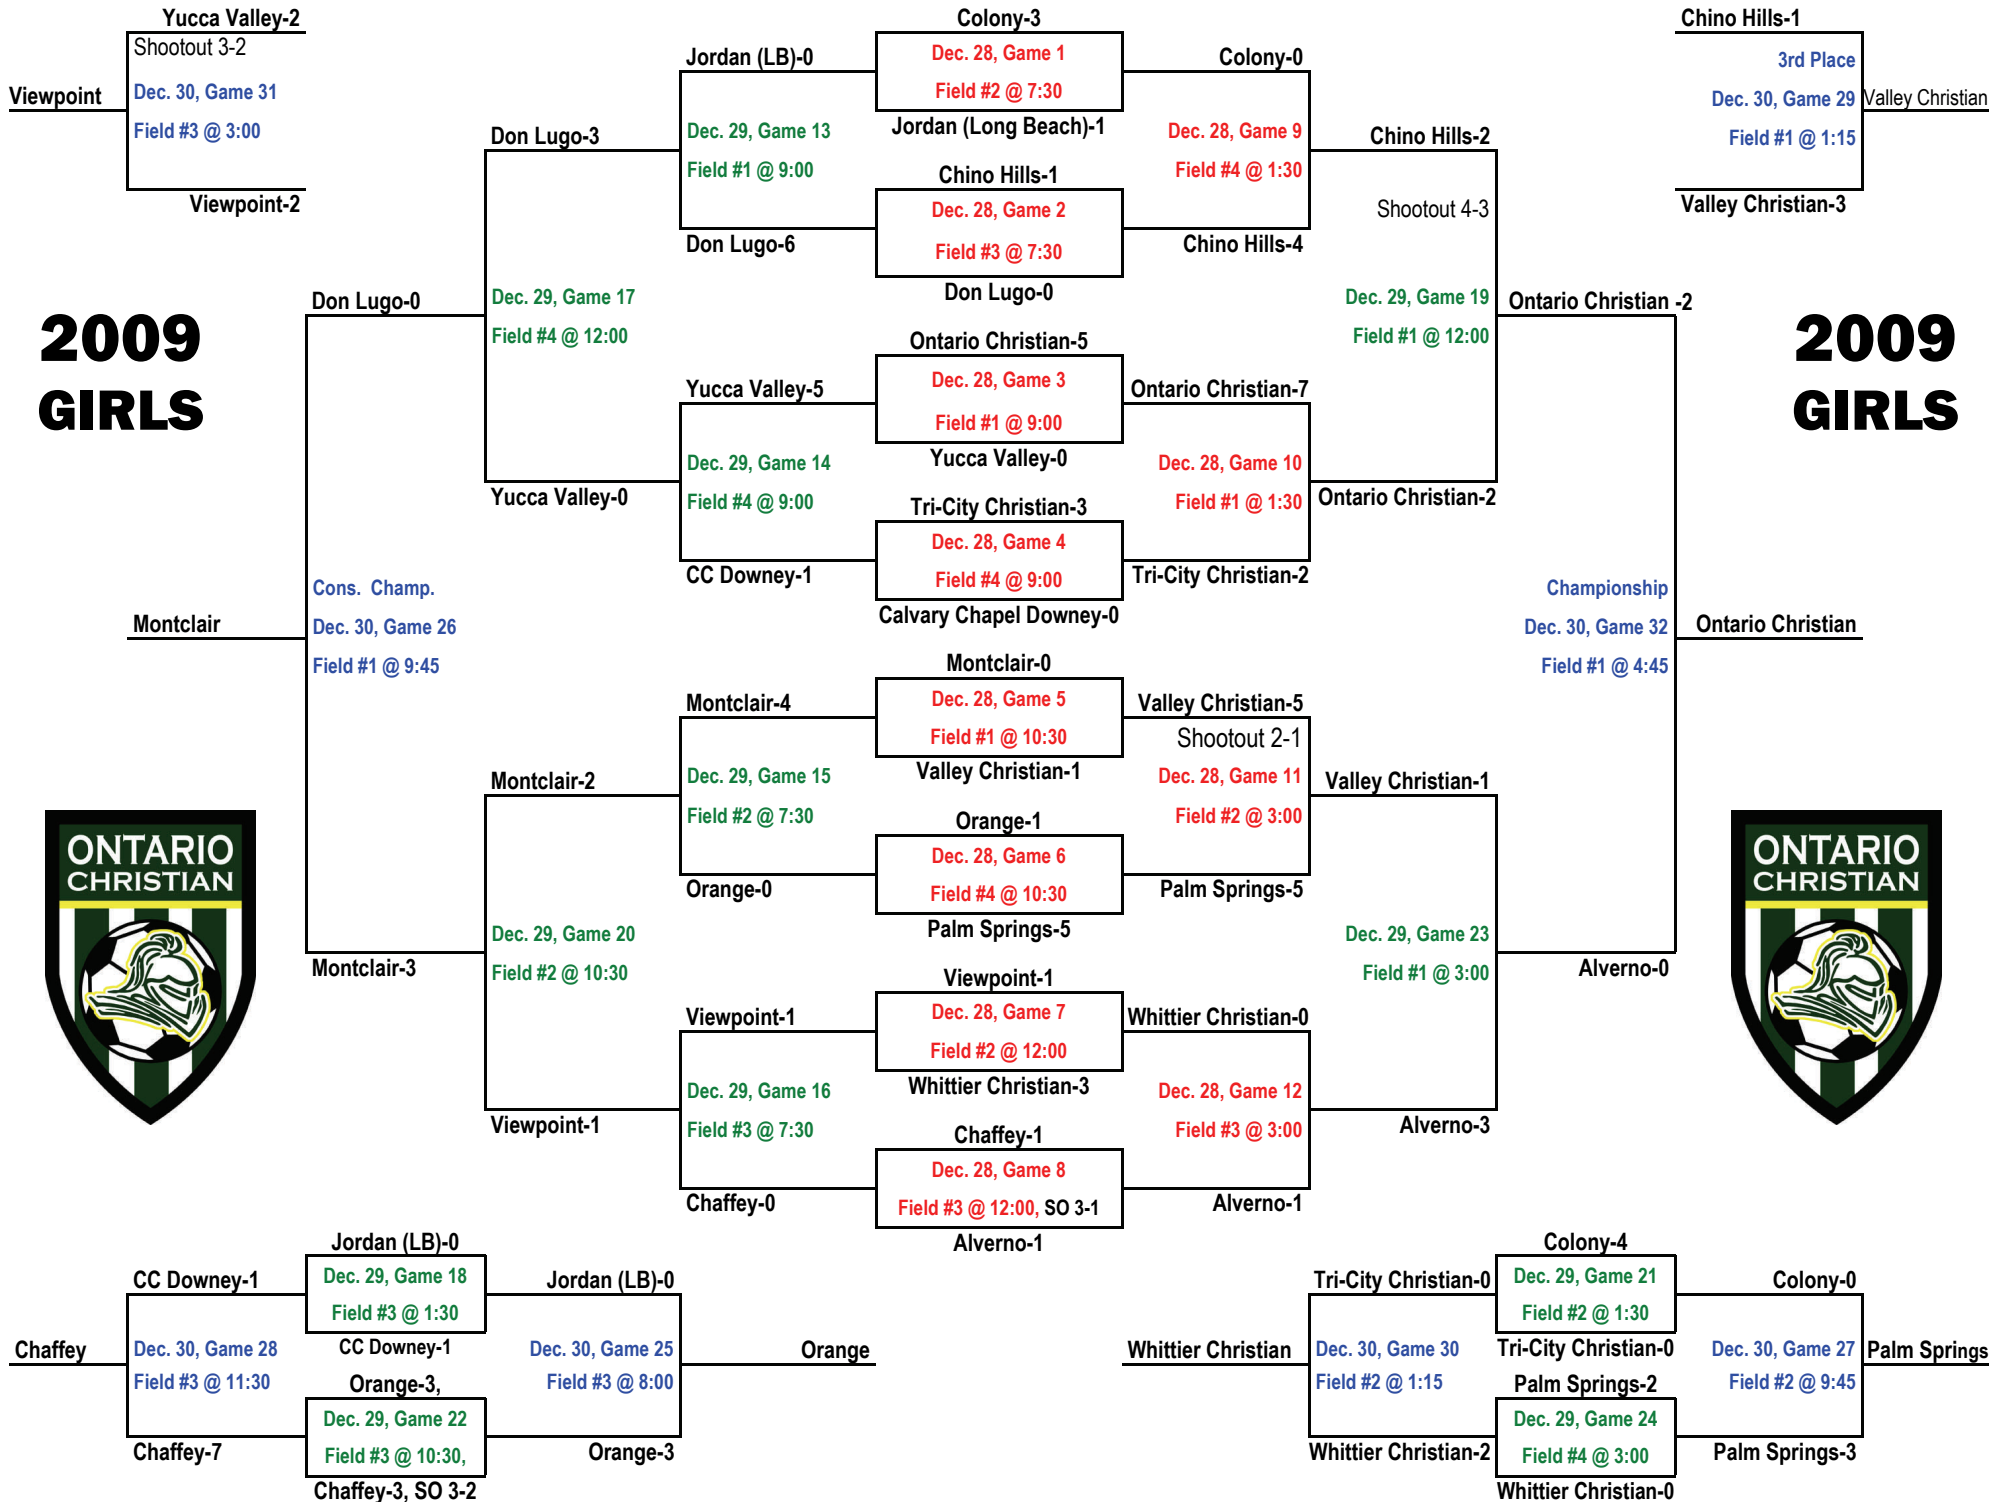 Yucca Valley-2
Shootout 3-2
Dec. 30, Game 31
Field #3 @ 3:00
Viewpoint
Viewpoint-2
2009
GIRLS
Don Lugo-0
Cons. Champ.
Dec. 30, Game 26
Field #1 @ 9:45
Montclair
Montclair-3
Don Lugo-3
Dec. 29, Game 17
Field #4 @ 12:00
Yucca Valley-0
Montclair-2
Dec. 29, Game 20
Field #2 @ 10:30
Viewpoint-1
Jordan (LB)-0
Dec. 29, Game 13
Field #1 @ 9:00
Don Lugo-6
Yucca Valley-5
Dec. 29, Game 14
Field #4 @ 9:00
CC Downey-1
Montclair-4
Dec. 29, Game 15
Field #2 @ 7:30
Orange-0
Viewpoint-1
Dec. 29, Game 16
Field #3 @ 7:30
Chaffey-0
Colony-3
Dec. 28, Game 1
Field #2 @ 7:30
Jordan (Long Beach)-1
Chino Hills-1
Dec. 28, Game 2
Field #3 @ 7:30
Don Lugo-0
Ontario Christian-5
Dec. 28, Game 3
Field #1 @ 9:00
Yucca Valley-0
Tri-City Christian-3
Dec. 28, Game 4
Field #4 @ 9:00
Calvary Chapel Downey-0
Montclair-0
Dec. 28, Game 5
Field #1 @ 10:30
Valley Christian-1
Orange-1
Dec. 28, Game 6
Field #4 @ 10:30
Palm Springs-5
Viewpoint-1
Dec. 28, Game 7
Field #2 @ 12:00
Whittier Christian-3
Chaffey-1
Dec. 28, Game 8
Field #3 @ 12:00, SO 3-1
Alverno-1
Colony-0
Dec. 28, Game 9
Field #4 @ 1:30
Chino Hills-4
Ontario Christian-7
Dec. 28, Game 10
Field #1 @ 1:30
Tri-City Christian-2
Valley Christian-5
Shootout 2-1
Dec. 28, Game 11
Field #2 @ 3:00
Palm Springs-5
Whittier Christian-0
Dec. 28, Game 12
Field #3 @ 3:00
Alverno-1
Chino Hills-2
Shootout 4-3
Dec. 29, Game 19
Field #1 @ 12:00
Ontario Christian-2
Valley Christian-1
Dec. 29, Game 23
Field #1 @ 3:00
Alverno-3
Ontario Christian -2
Championship
Dec. 30, Game 32
Field #1 @ 4:45
Ontario Christian
Alverno-0
Chino Hills-1
3rd Place
Dec. 30, Game 29
Field #1 @ 1:15
Valley Christian
Valley Christian-3
2009
GIRLS
ONTARIO
CHRISTIAN
ONTARIO
CHRISTIAN
Jordan (LB)-0
Dec. 29, Game 18
Field #3 @ 1:30
CC Downey-1
Orange-3,
Dec. 29, Game 22
Field #3 @ 10:30,
Chaffey-3, SO 3-2
CC Downey-1
Dec. 30, Game 28
Field #3 @ 11:30
Chaffey
Chaffey-7
Jordan (LB)-0
Dec. 30, Game 25
Field #3 @ 8:00
Orange
Orange-3
Colony-4
Dec. 29, Game 21
Field #2 @ 1:30
Tri-City Christian-0
Palm Springs-2
Dec. 29, Game 24
Field #4 @ 3:00
Whittier Christian-0
Tri-City Christian-0
Dec. 30, Game 30
Field #2 @ 1:15
Whittier Christian
Whittier Christian-2
Colony-0
Dec. 30, Game 27
Field #2 @ 9:45
Palm Springs
Palm Springs-3